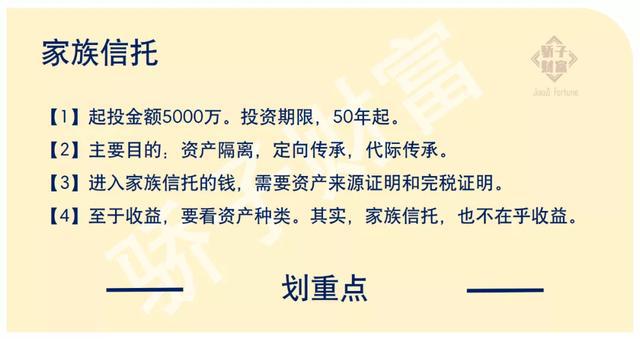 家族信托
骄子
财富
Jiaozi Fortune
【1】起投金额5000万。投资期限，50年起。
【2】主要目的：资产隔离，定向传承，代际传承。
【3】进入家族信托的钱，需要资产来源证明和完税证明。
【4】至于收益，要看资产种类。其实，家族信托，也不在乎收益。
划重点
骄子财富